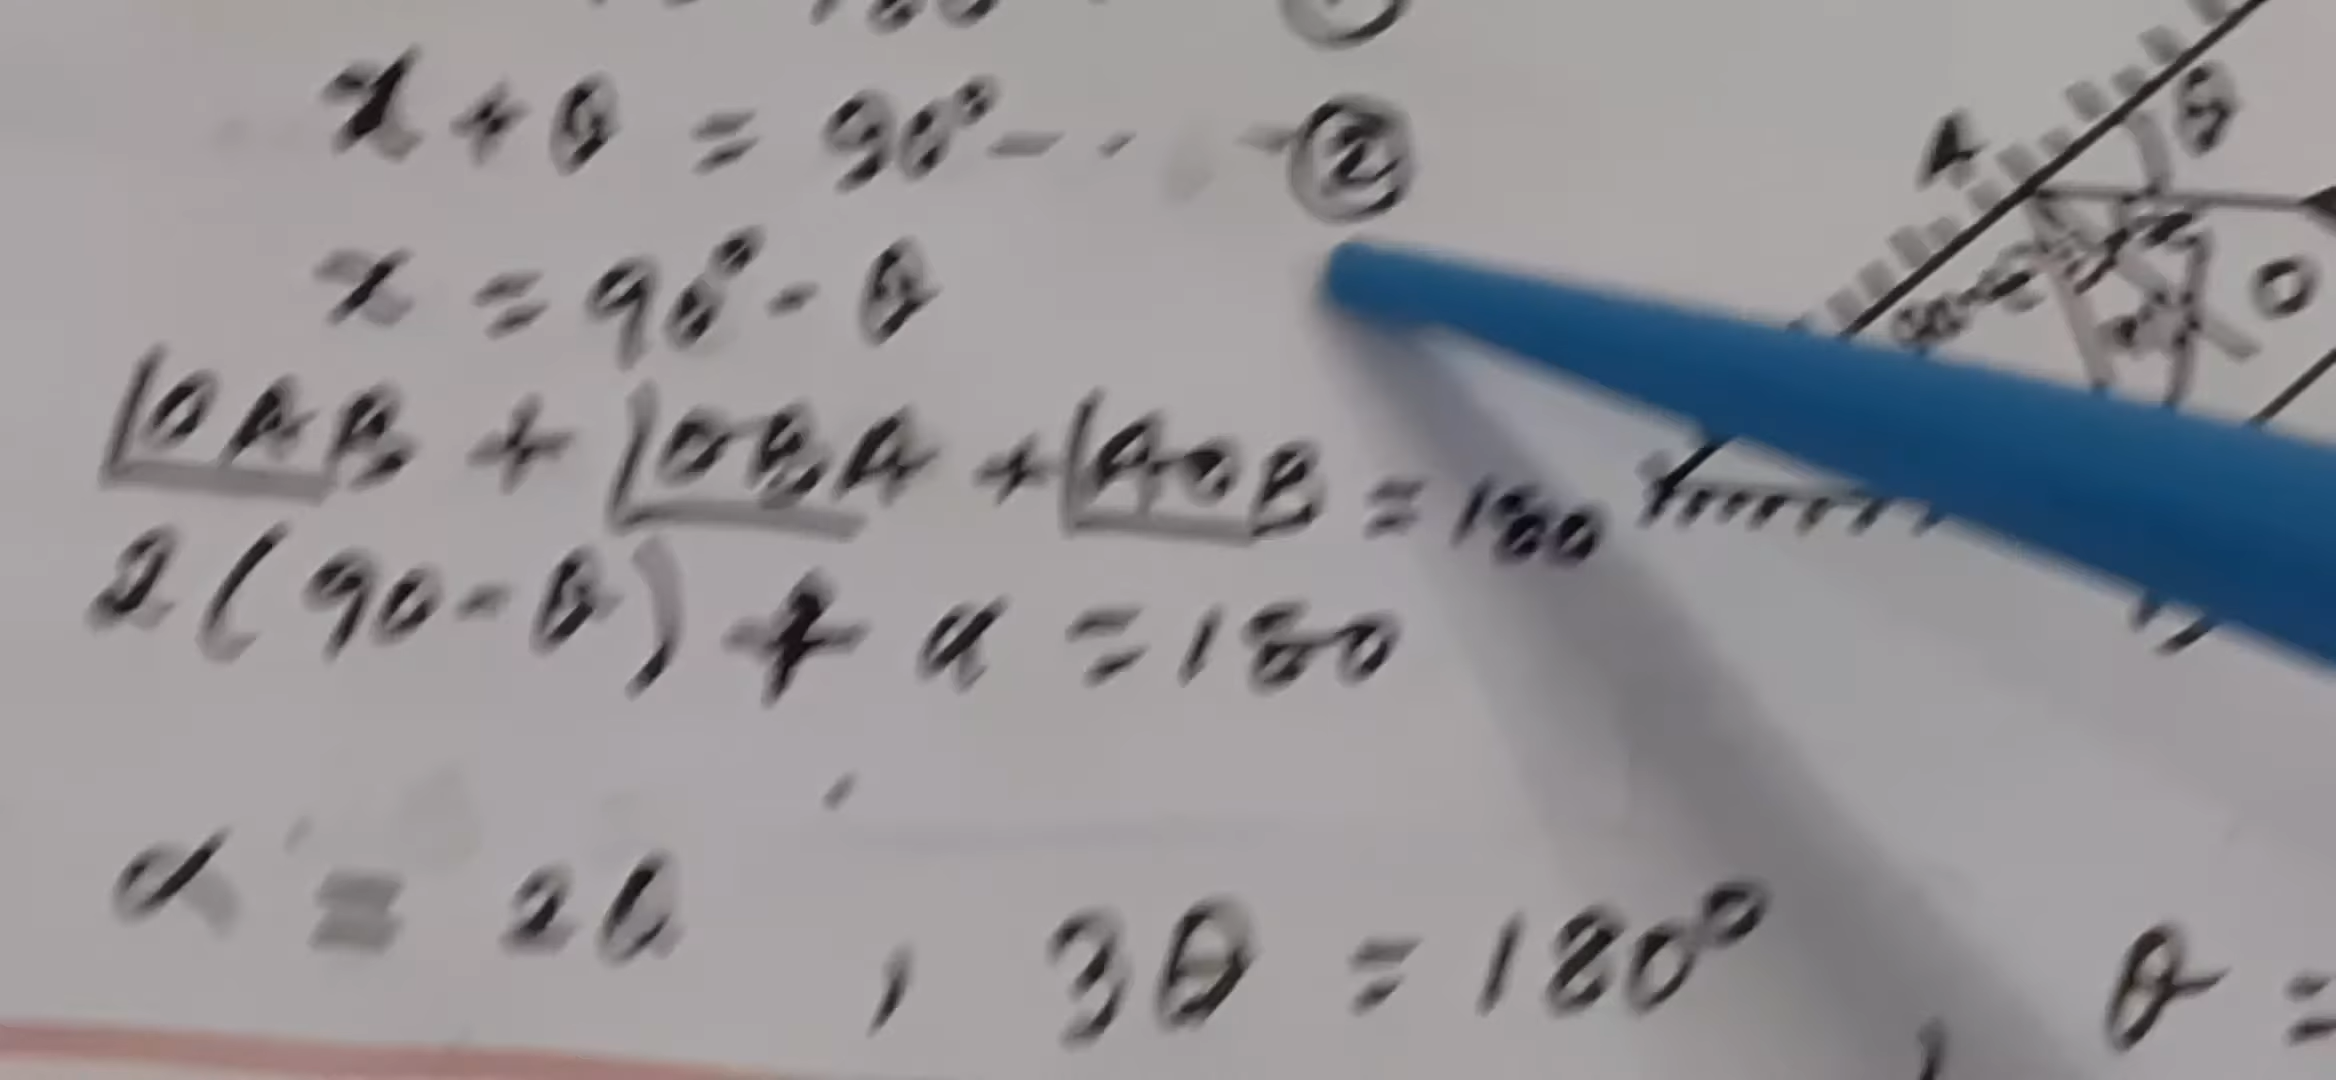 x + θ = 90° - - - ②
x = 90° - θ
∠OAB + ∠OBA + ∠AOB = 180
2(90 - θ) + α = 180
α = 2θ , 3θ = 180° , θ =
A
θ
O